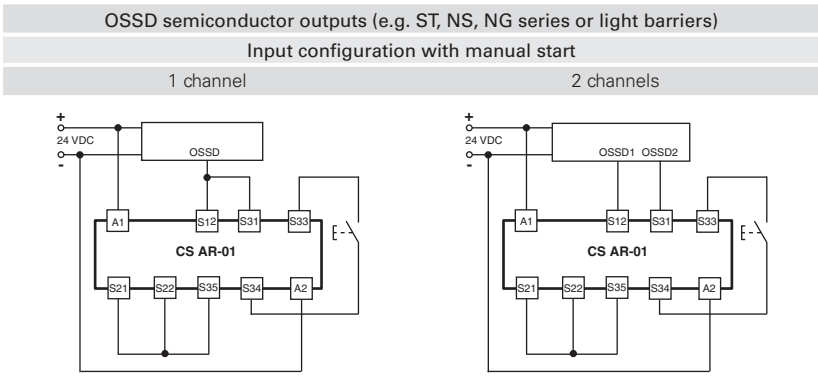 OSSD semiconductor outputs (e.g. ST, NS, NG series or light barriers)
Input configuration with manual start
1 channel
2 channels
+
24 VDC
-
OSSD
A1
S12
S31
S33
CS AR-01
S21
S22
S35
S34
A2
+
24 VDC
-
OSSD1 OSSD2
A1
S12
S31
S33
CS AR-01
S21
S22
S35
S34
A2